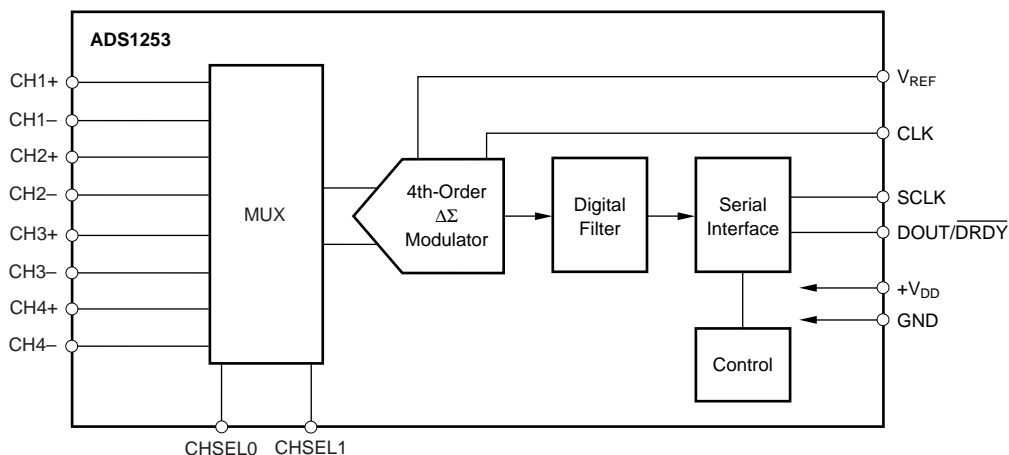 ADS1253
CH1+
CH1–
CH2+
CH2–
CH3+
CH3–
CH4+
CH4–
MUX
CHSEL0
CHSEL1
4th-Order
ΔΣ
Modulator
Digital
Filter
Serial
Interface
Control
VREF
CLK
SCLK
DOUT/DRDY
+VDD
GND